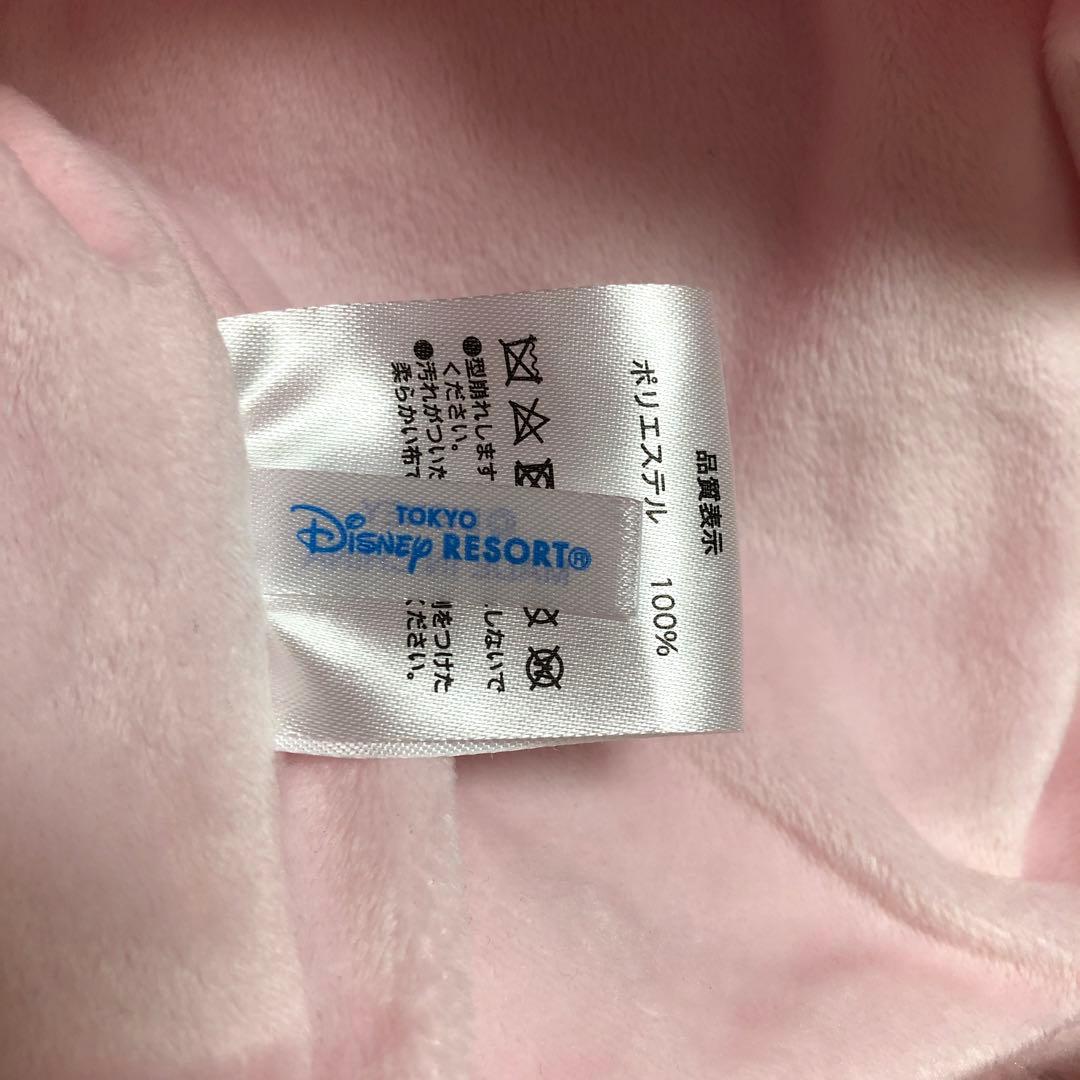 品質表示
ポリエステル 100%
●型崩れします
しないで
ください。
●汚れがついた
をつけた
柔らかい布で
ください。
TOKYO
Disney RESORT®